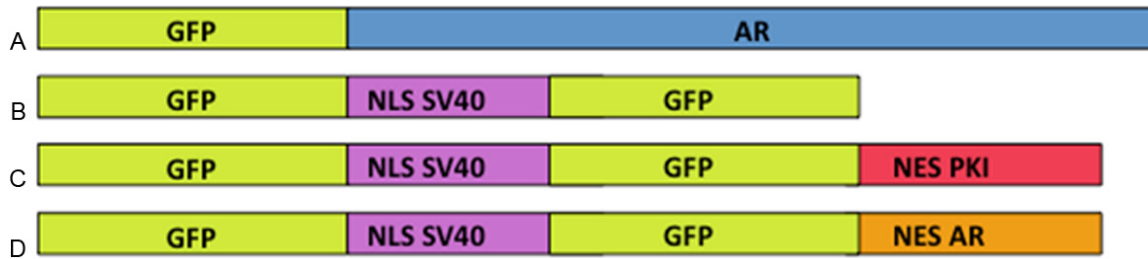 A GFP AR
B GFP NLS SV40 GFP
C GFP NLS SV40 GFP NES PKI
D GFP NLS SV40 GFP NES AR